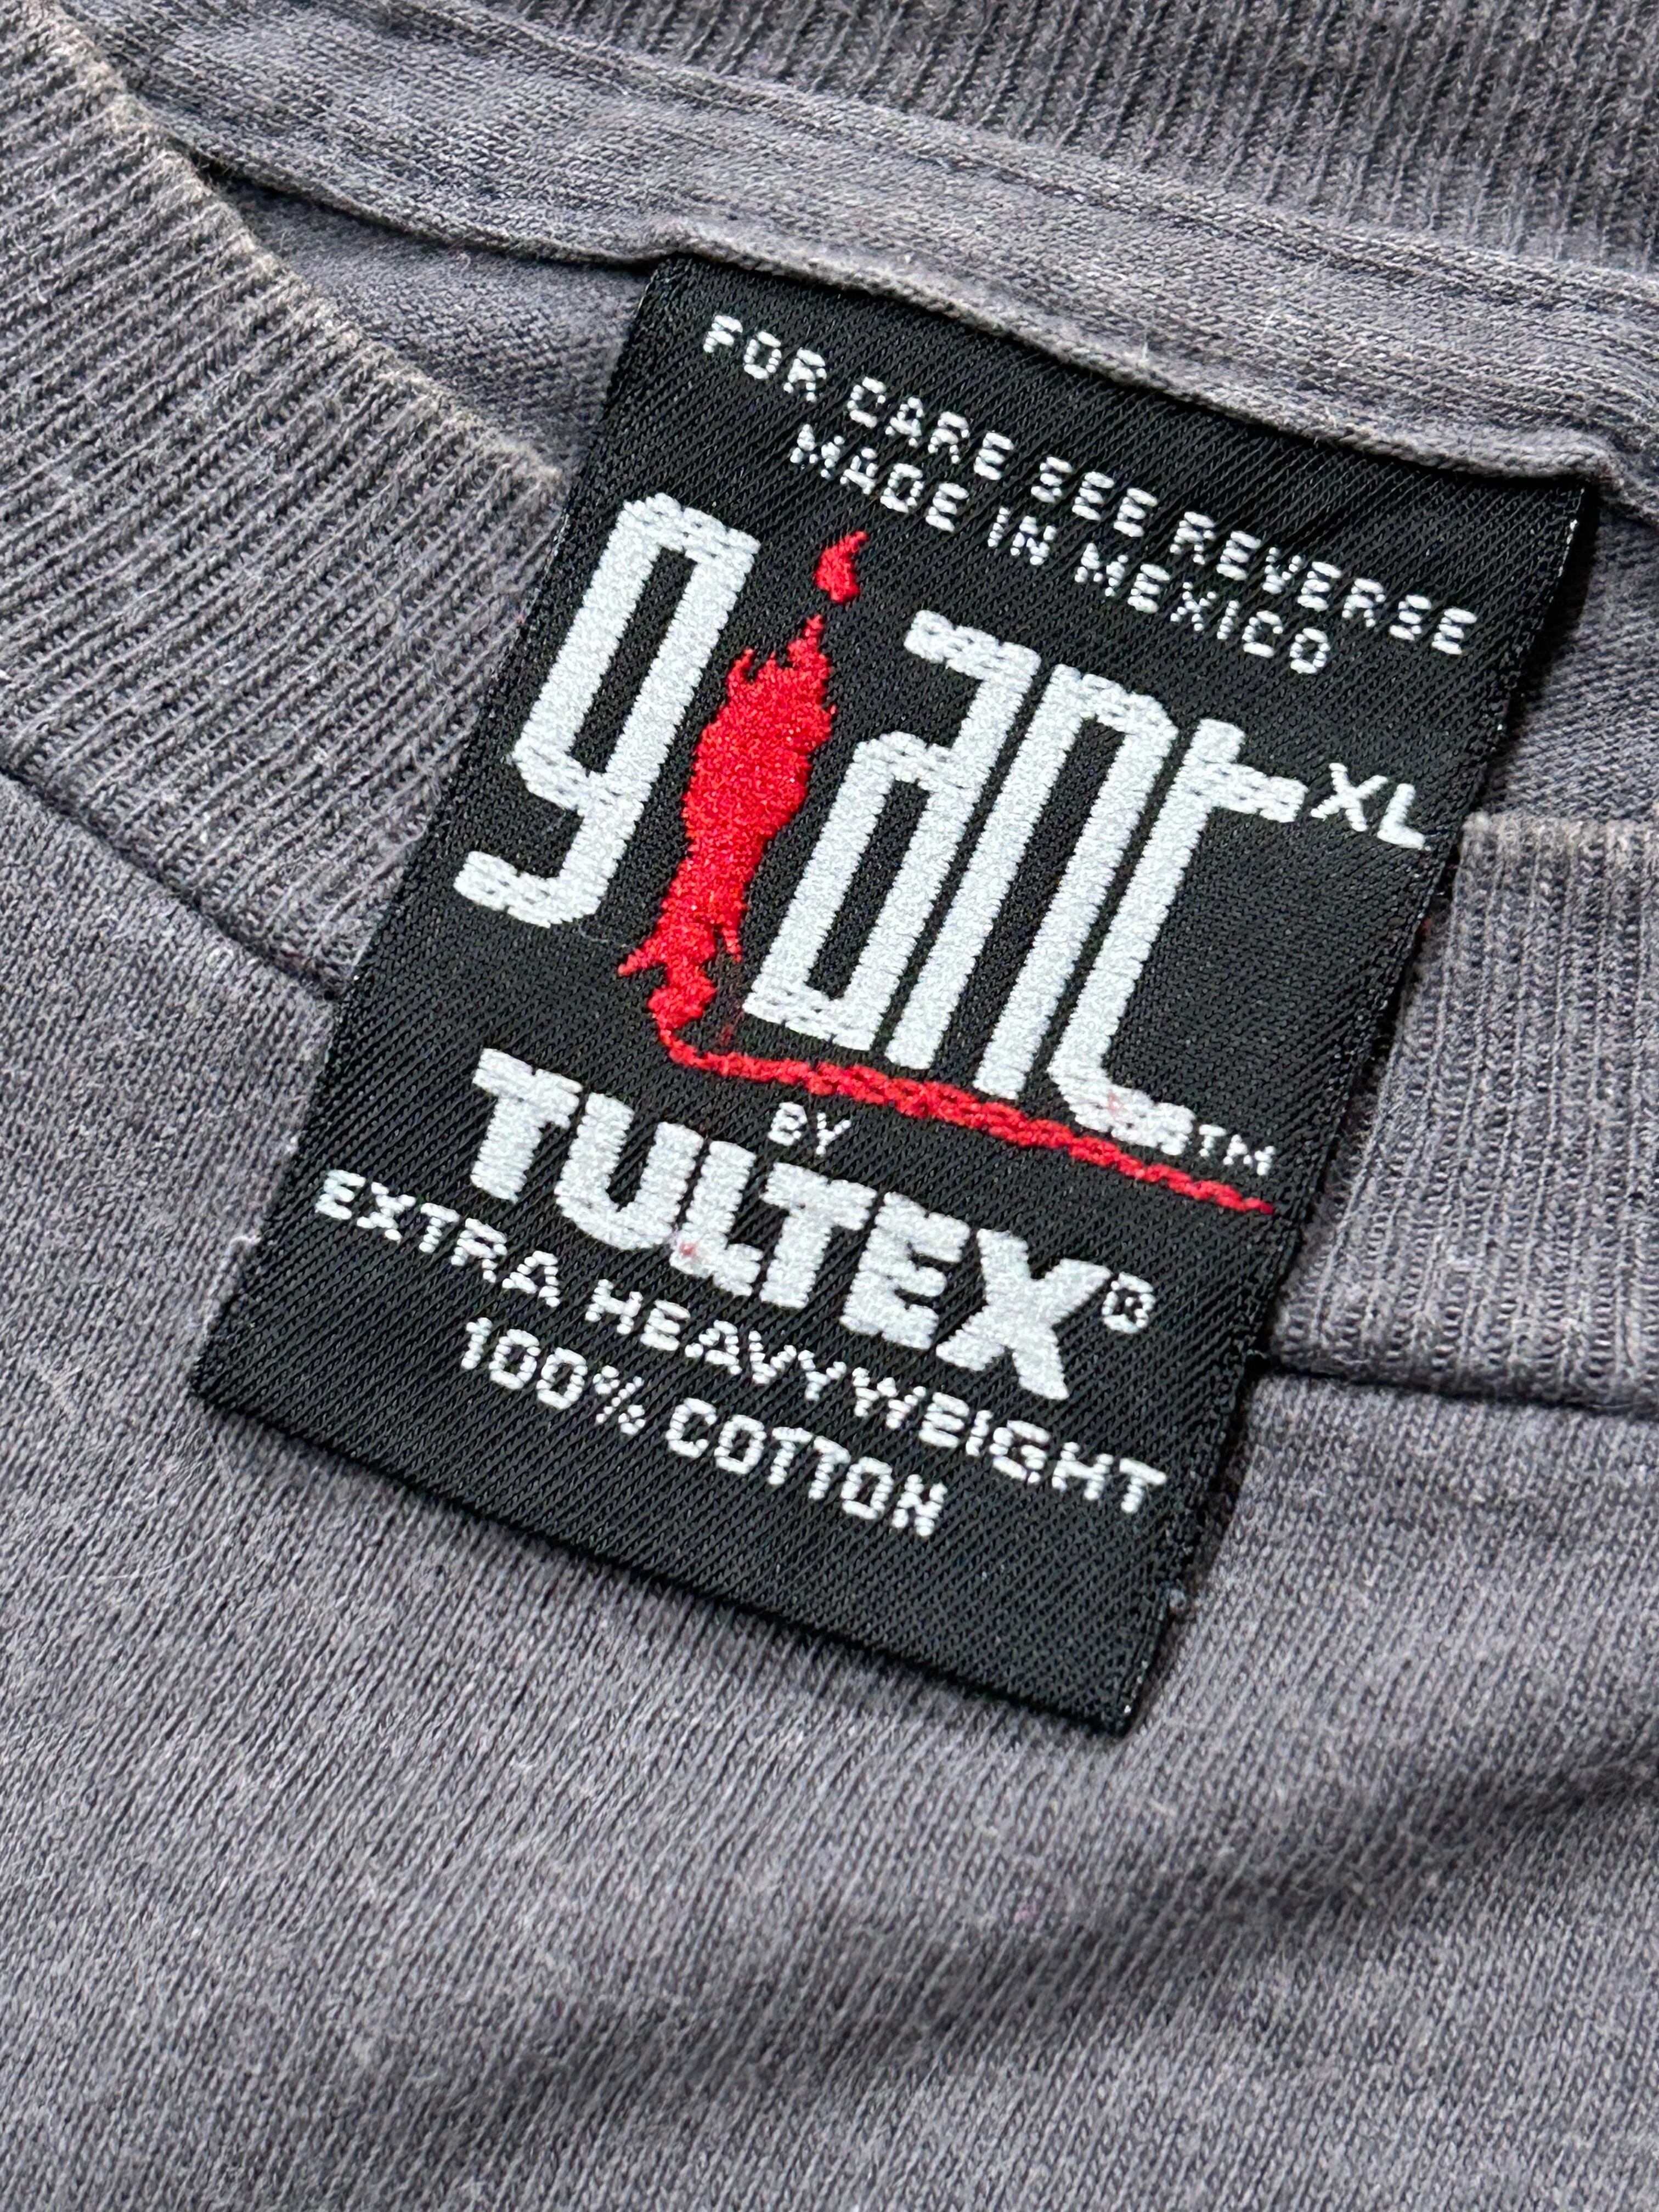 FOR CARE SEE REVERSE
MADE IN MEXICO
giant XL
TM
BY
TULTEX®
EXTRA HEAVYWEIGHT
100% COTTON